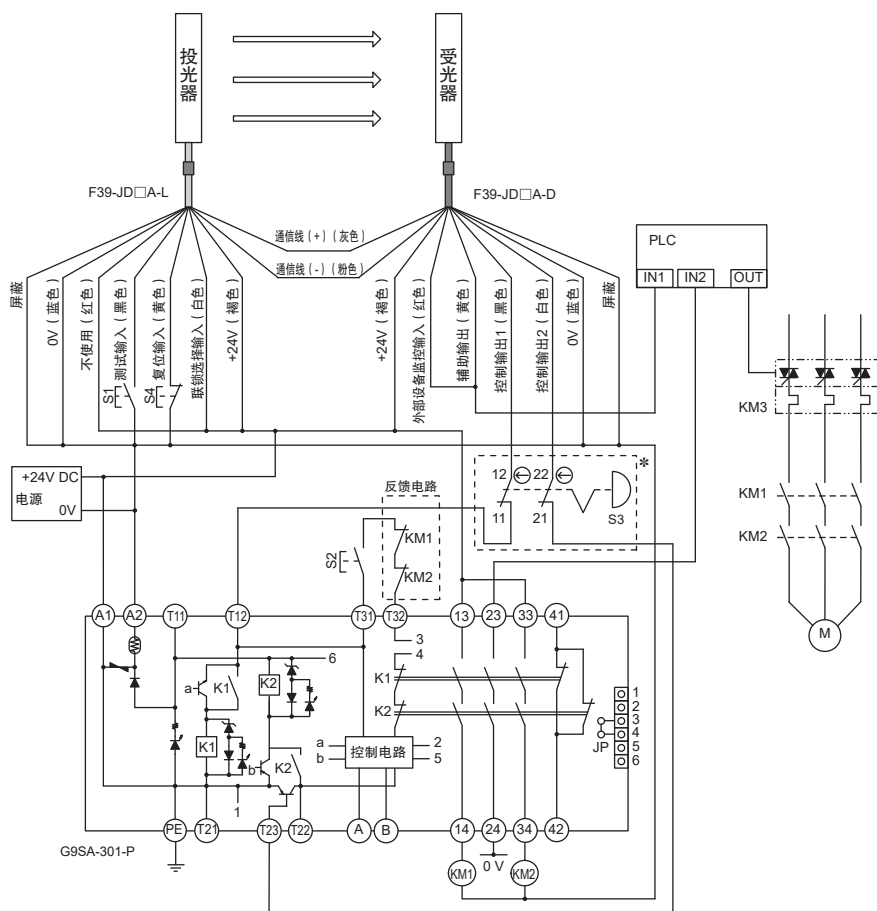 投光器
受光器
F39-JD□A-L
F39-JD□A-D
通信线（+）（灰色）
通信线（-）（粉色）
屏蔽
0V（蓝色）
不使用（红色）
测试输入（黑色）
复位输入（黄色）
联锁选择输入（白色）
+24V（褐色）
+24V（褐色）
外部设备监控输入（红色）
辅助输出（黄色）
控制输出1（黑色）
控制输出2（白色）
0V（蓝色）
屏蔽
S1
S4
PLC
IN1 IN2 OUT
KM3
KM1
KM2
M
+24V DC
电源
0V
反馈电路
KM1
KM2
S2
12 22 *
11 21 S3
A1 A2 T11 T12 T31 T32 13 23 33 41
3
4
6
a K1 K2
K1
K2
K1
b K2
a
b
控制电路
2
5
1
JP
1
2
3
4
5
6
PE T21 T23 T22 A B 14 24 34 42
G9SA-301-P
KM1 0 V KM2